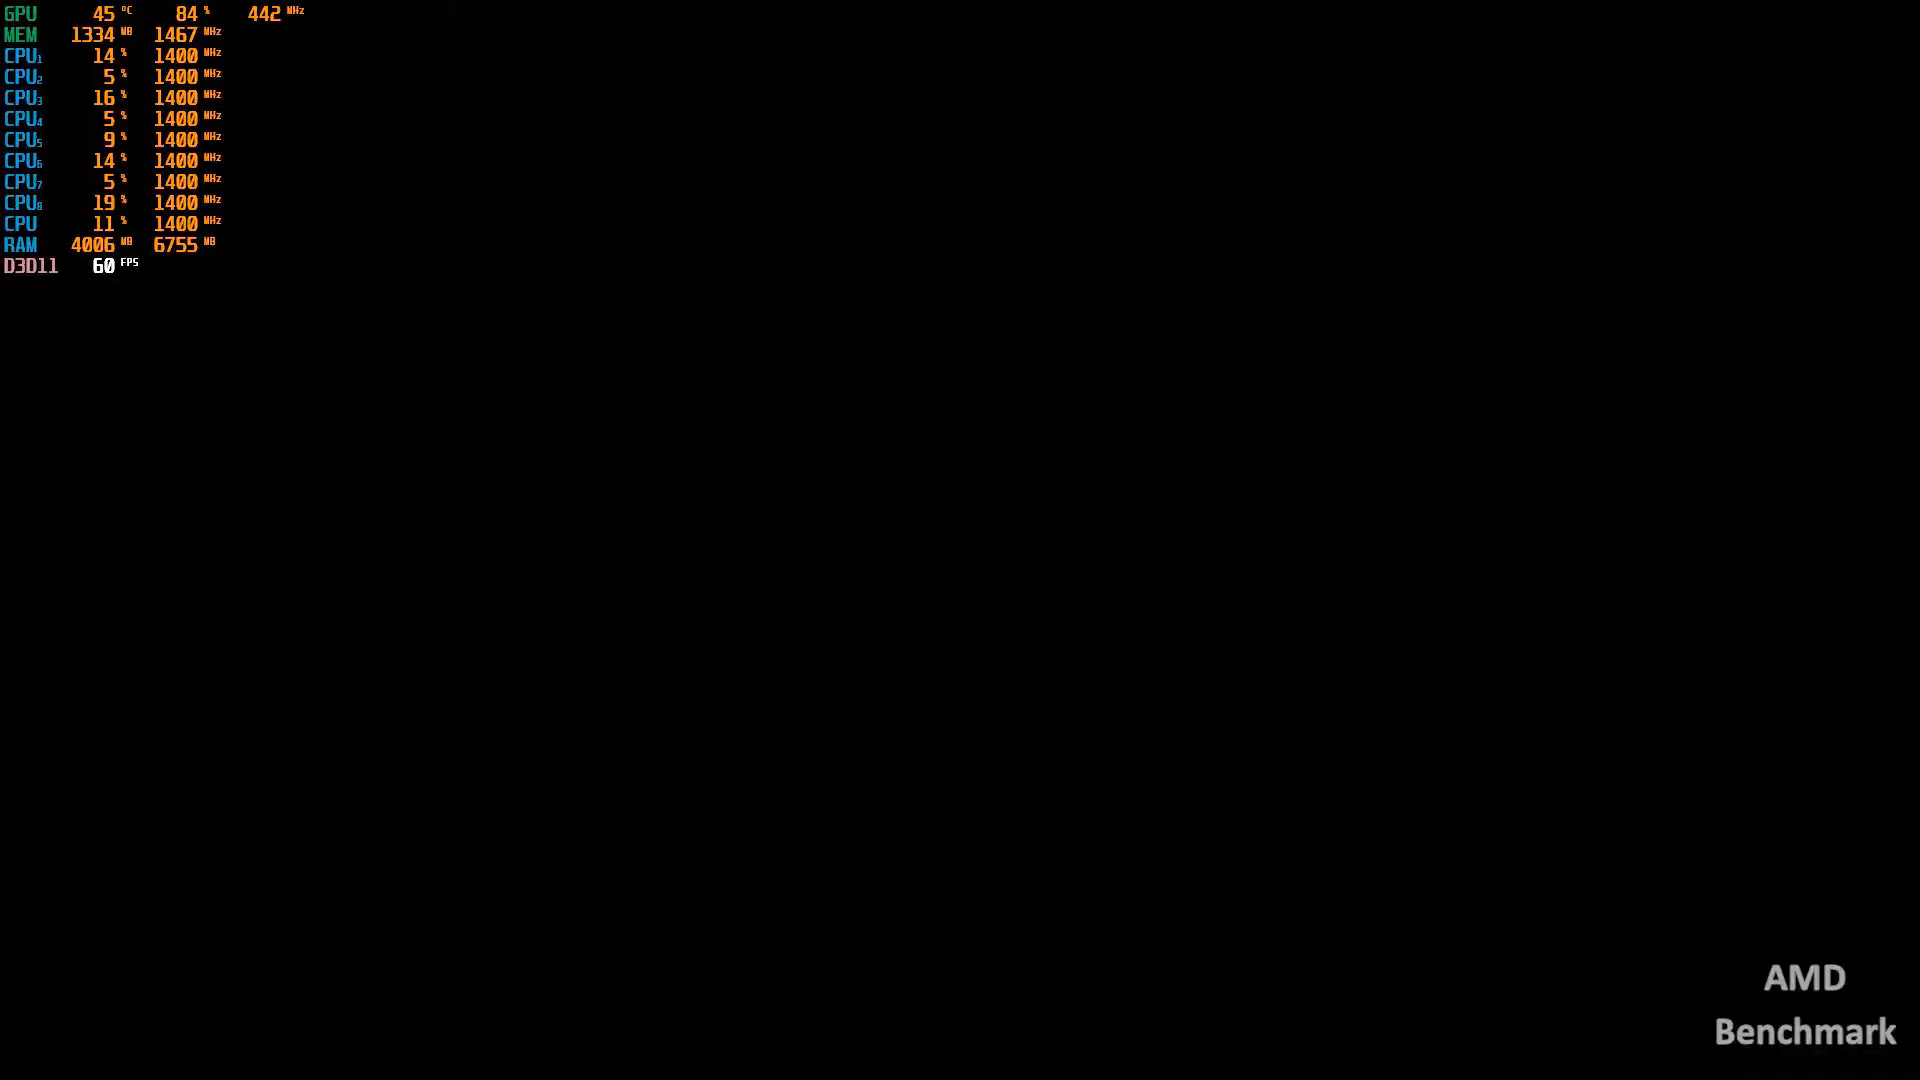 GPU 45 °C 84 % 442 MHz
MEM 1334 MB 1467 MHz
CPU1 14 % 1400 MHz
CPU2 5 % 1400 MHz
CPU3 16 % 1400 MHz
CPU4 5 % 1400 MHz
CPU5 9 % 1400 MHz
CPU6 14 % 1400 MHz
CPU7 5 % 1400 MHz
CPU8 19 % 1400 MHz
CPU 11 % 1400 MHz
RAM 4006 MB 6755 MB
D3D11 60 FPS
AMD
Benchmark